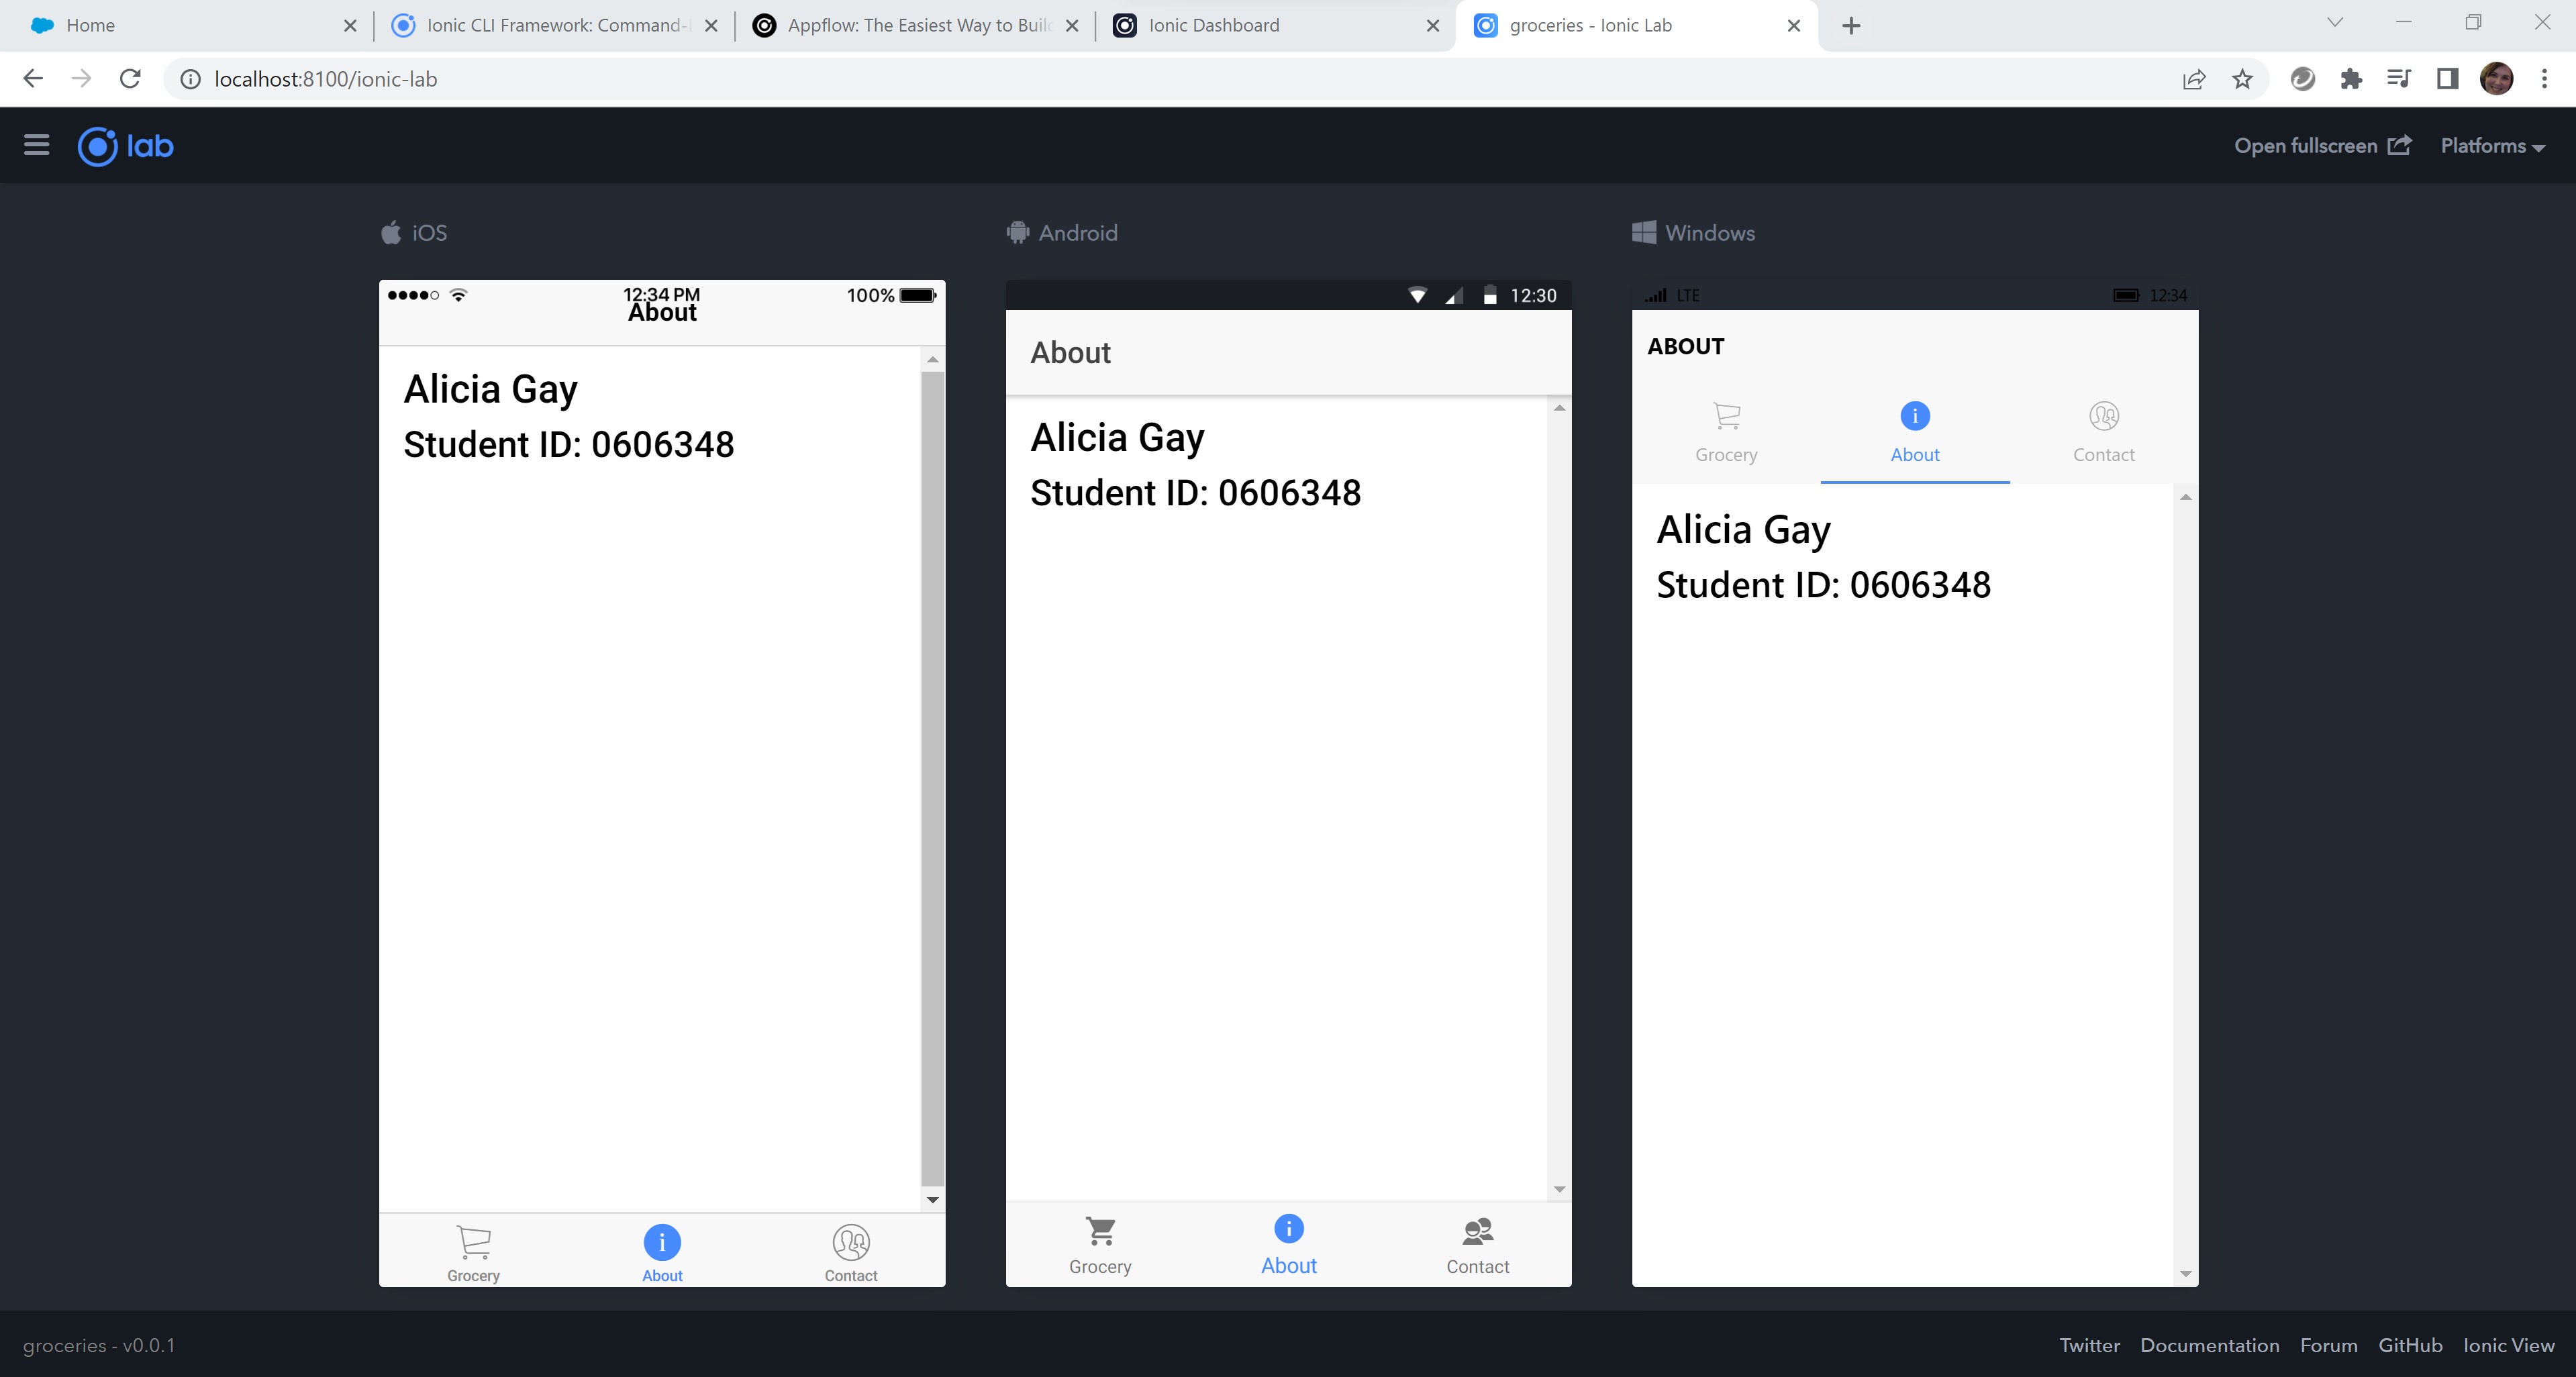 Home
Ionic CLI Framework: Command-
Appflow: The Easiest Way to Buil
Ionic Dashboard
groceries - Ionic Lab
localhost:8100/ionic-lab
lab
Open fullscreen
Platforms
iOS
12:34 PM
100%
About
Alicia Gay
Student ID: 0606348
Grocery
About
Contact
Android
12:30
About
Alicia Gay
Student ID: 0606348
Grocery
About
Contact
Windows
LTE
12:34
ABOUT
Grocery
About
Contact
Alicia Gay
Student ID: 0606348
groceries - v0.0.1
Twitter Documentation Forum GitHub Ionic View